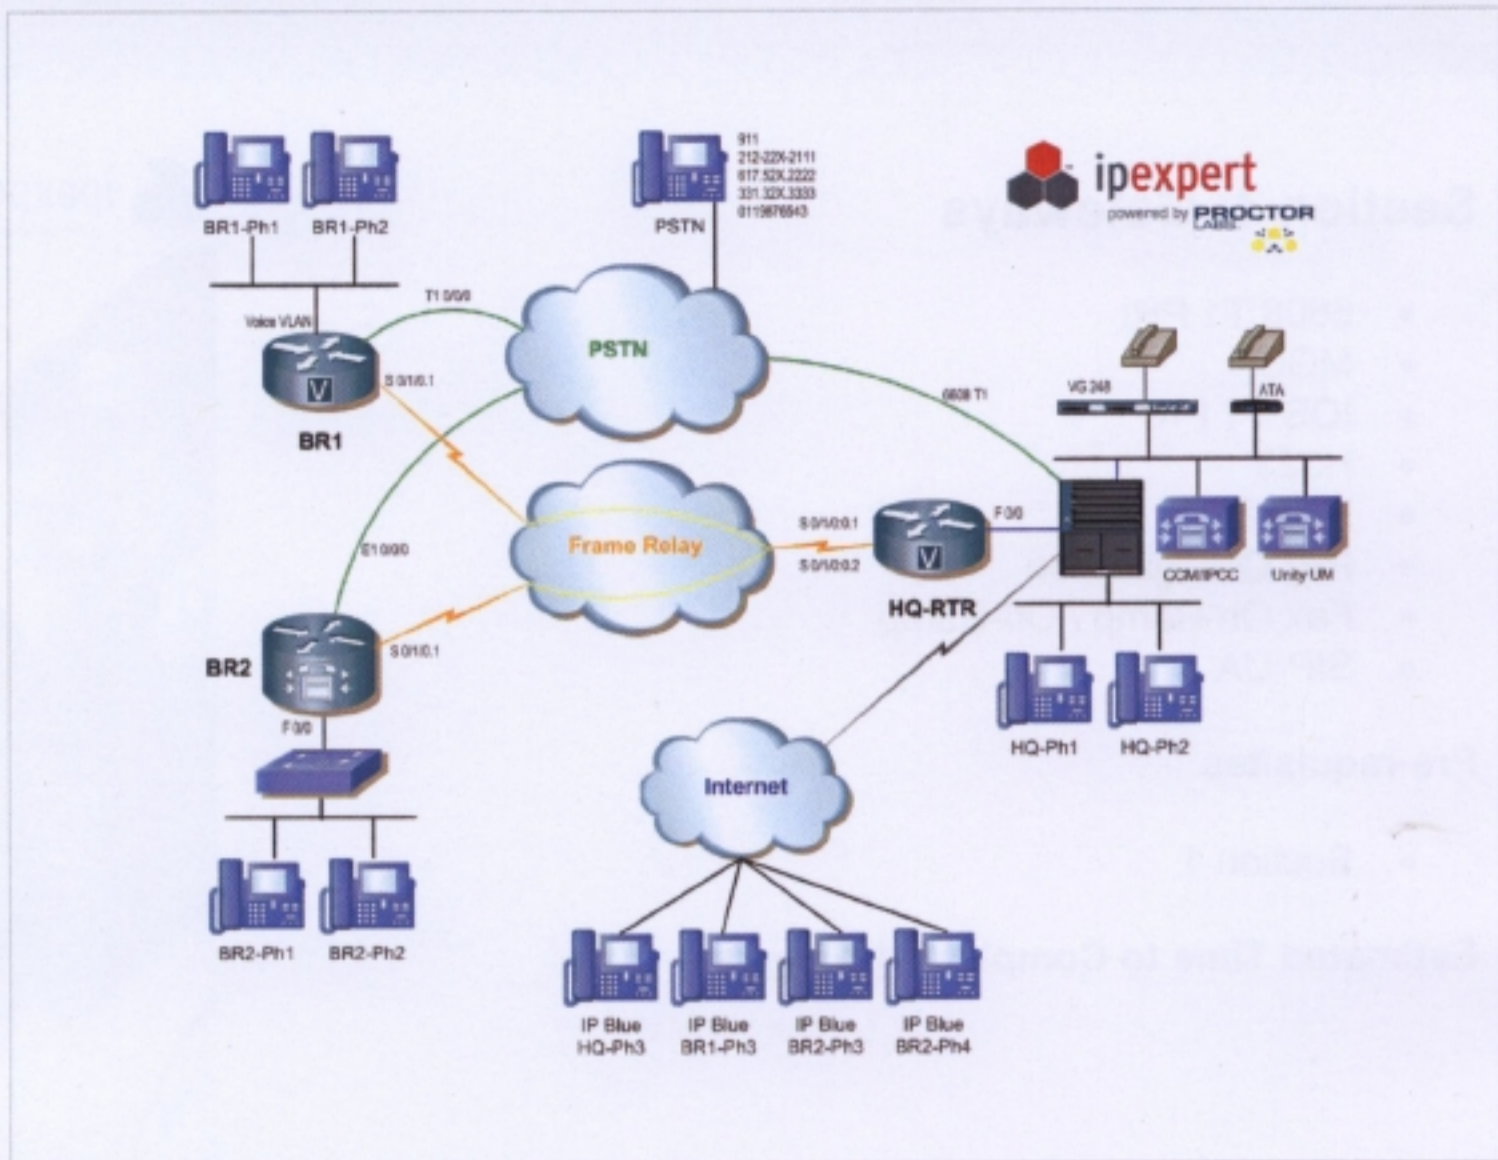 BR1-Ph1
BR1-Ph2
911
212-22X-2111
617.52X.2222
331.32X.3333
0119876543
PSTN
ipexpert
powered by PROCTOR
LABS
Voice VLAN
T1 0/0/0
PSTN
S 0/1/0.1
V
BR1
6608 T1
VG 248
ATA
E1 0/0/0
Frame Relay
S 0/1/0:0.1
S 0/1/0:0.2
F 0/0
V
HQ-RTR
CCM/IPCC
Unity UM
BR2
S 0/1/0.1
F 0/0
HQ-Ph1
HQ-Ph2
Internet
BR2-Ph1
BR2-Ph2
IP Blue
HQ-Ph3
IP Blue
BR1-Ph3
IP Blue
BR2-Ph3
IP Blue
BR2-Ph4